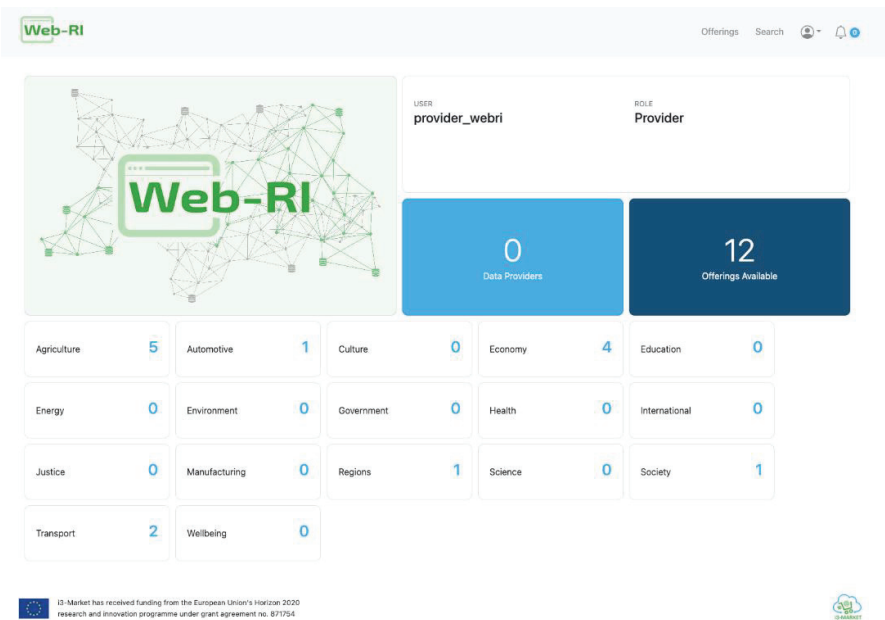 Web-RI
Offerings Search 0
Web-RI
USER
provider_webri
ROLE
Provider
0
Data Providers
12
Offerings Available
Agriculture 5
Automotive 1
Culture 0
Economy 4
Education 0
Energy 0
Environment 0
Government 0
Health 0
International 0
Justice 0
Manufacturing 0
Regions 1
Science 0
Society 1
Transport 2
Wellbeing 0
i3-Market has received funding from the European Union's Horizon 2020
research and innovation programme under grant agreement no. 871754
i3-MARKET